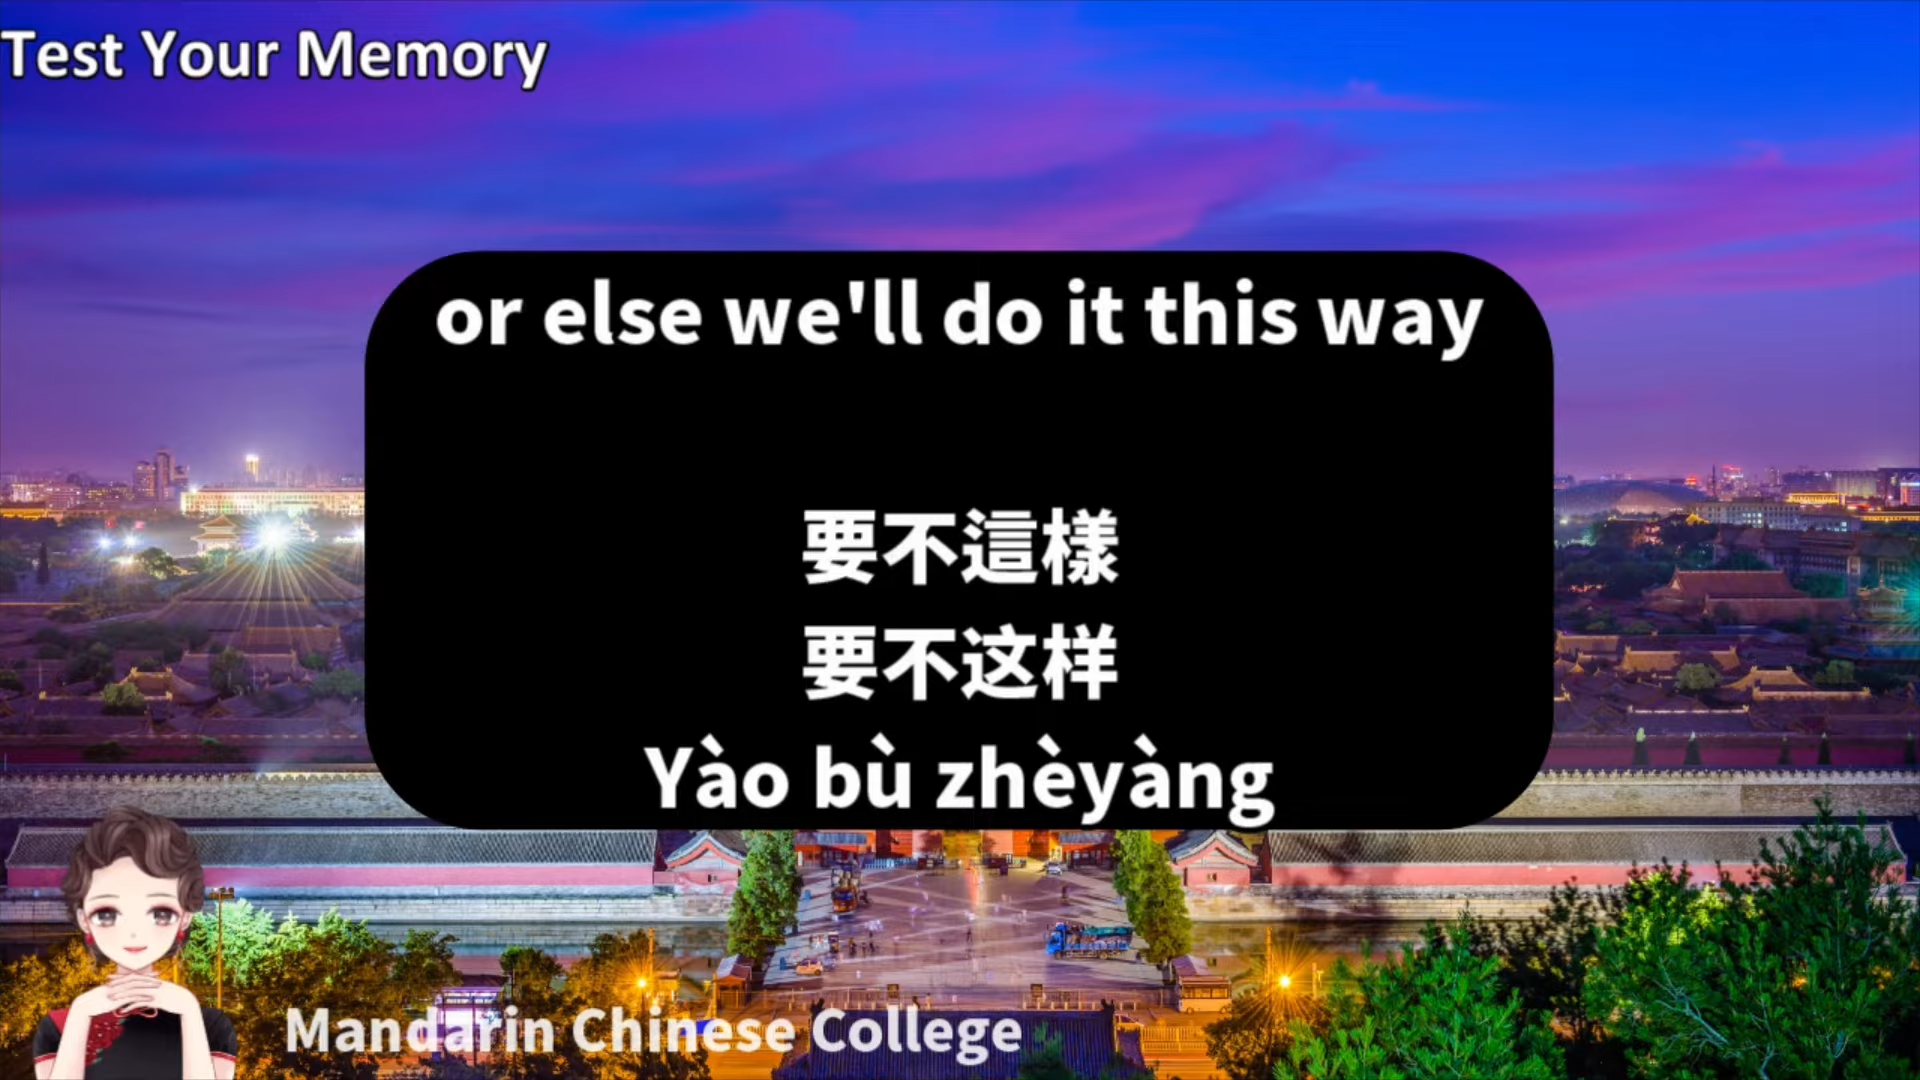 Test Your Memory
or else we'll do it this way
要不這樣
要不这样
Yào bù zhèyàng
Mandarin Chinese College